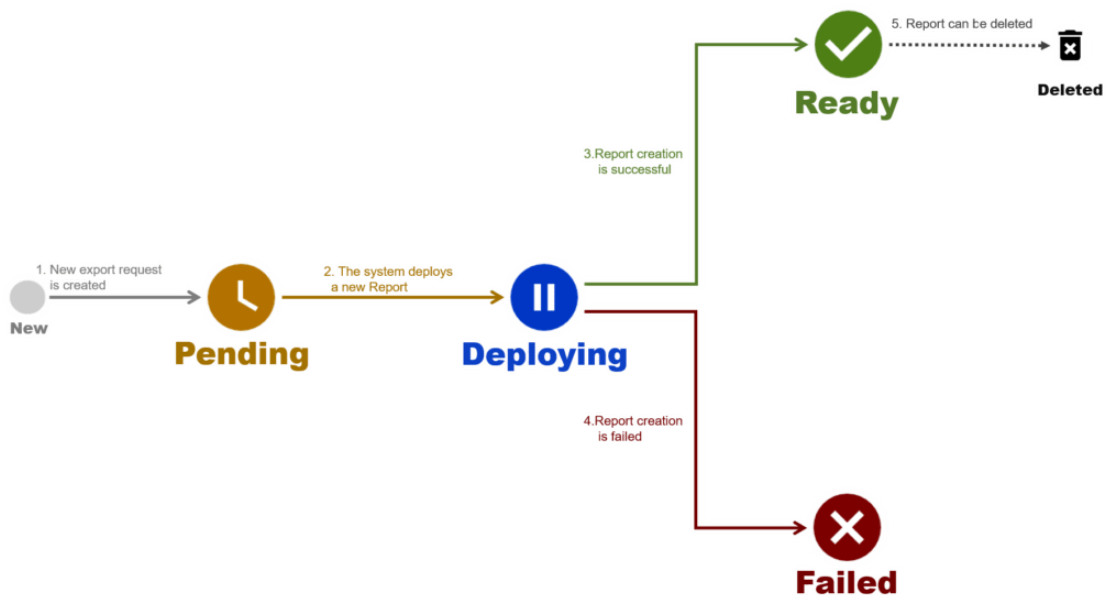 5. Report can be deleted
Deleted
Ready
3.Report creation
is successful
1. New export request
is created
2. The system deploys
a new Report
New
Pending
Deploying
4.Report creation
is failed
Failed